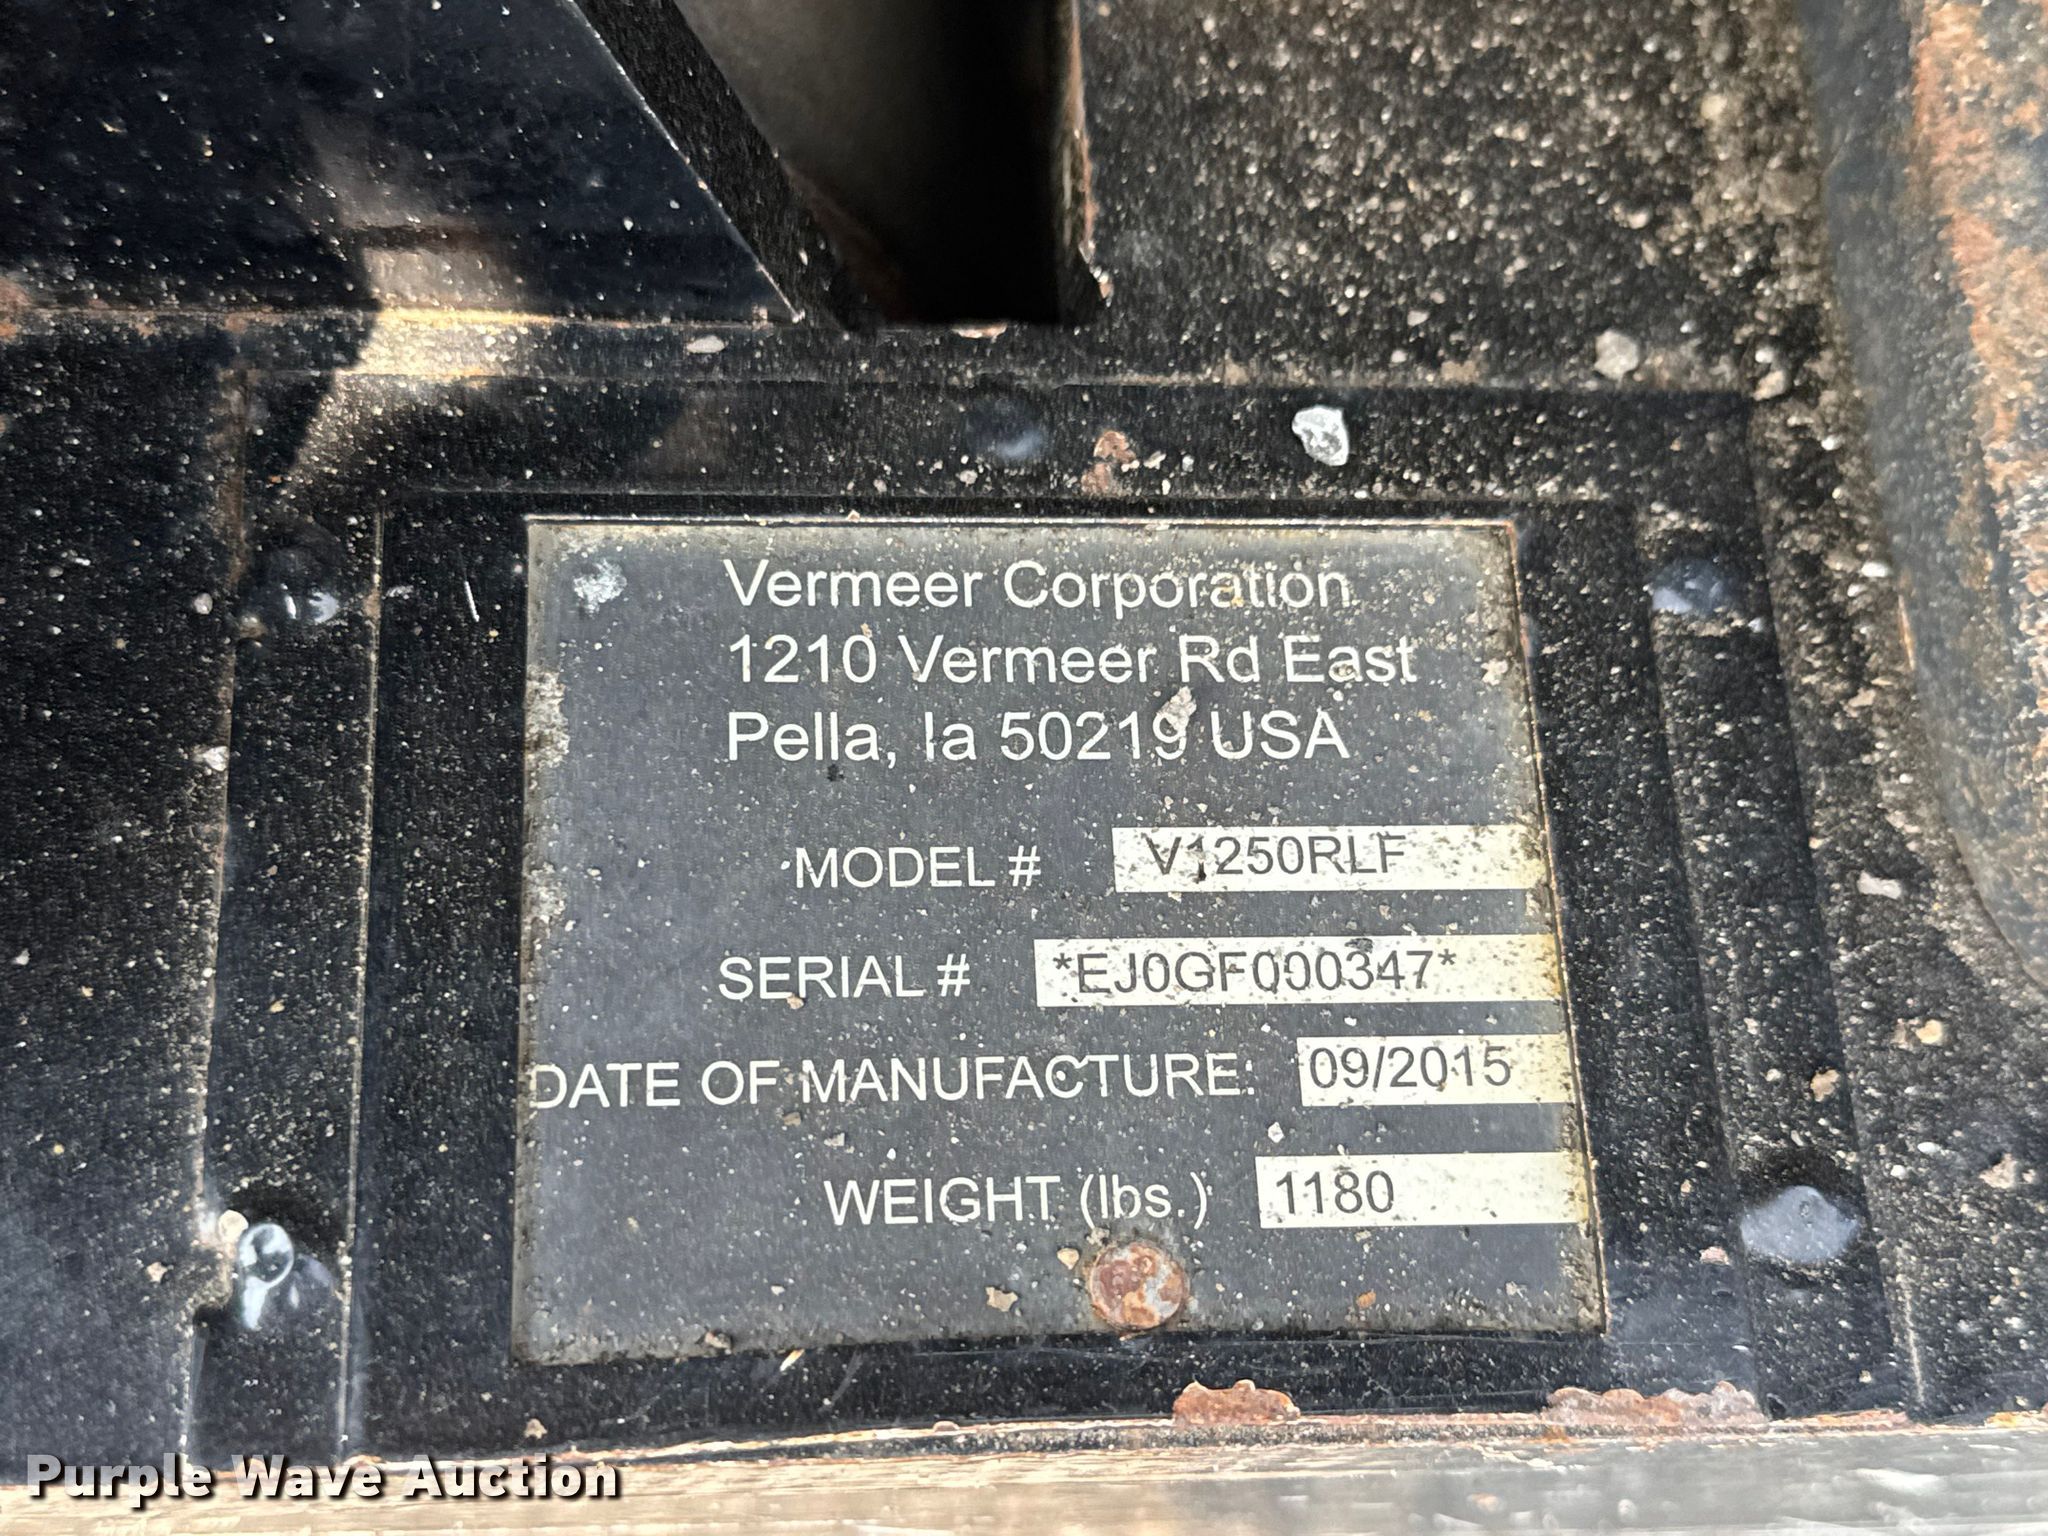 Vermeer Corporation
1210 Vermeer Rd East
Pella, Ia 50219 USA
MODEL # V1250RLF
SERIAL # *EJ0GF000347*
DATE OF MANUFACTURE: 09/2015
WEIGHT (lbs.) 1180
Purple Wave Auction